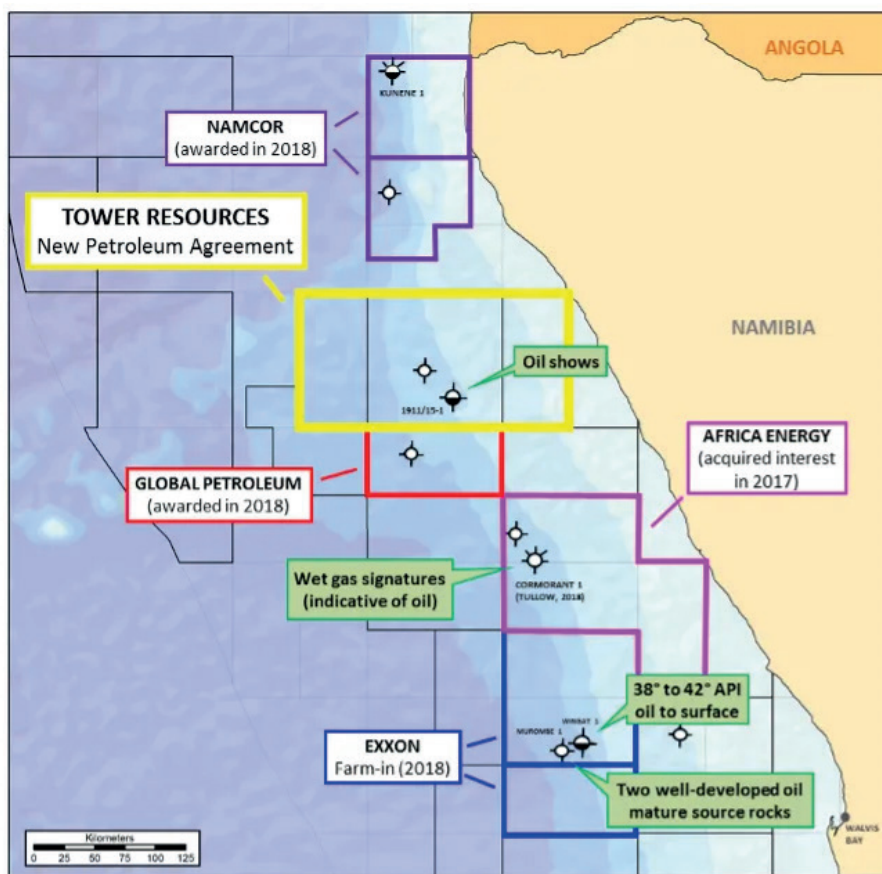 ANGOLA
KUNENE 1
NAMCOR
(awarded in 2018)
TOWER RESOURCES
New Petroleum Agreement
NAMIBIA
Oil shows
1911/15-1
AFRICA ENERGY
(acquired interest
in 2017)
GLOBAL PETROLEUM
(awarded in 2018)
Wet gas signatures
(indicative of oil)
CORMORANT 1
(TULLOW, 2018)
38° to 42° API
oil to surface
WINGAT 1
MUROMBE 1
EXXON
Farm-in (2018)
Two well-developed oil
mature source rocks
WALVIS
BAY
Kilometers
0 25 50 75 100 125